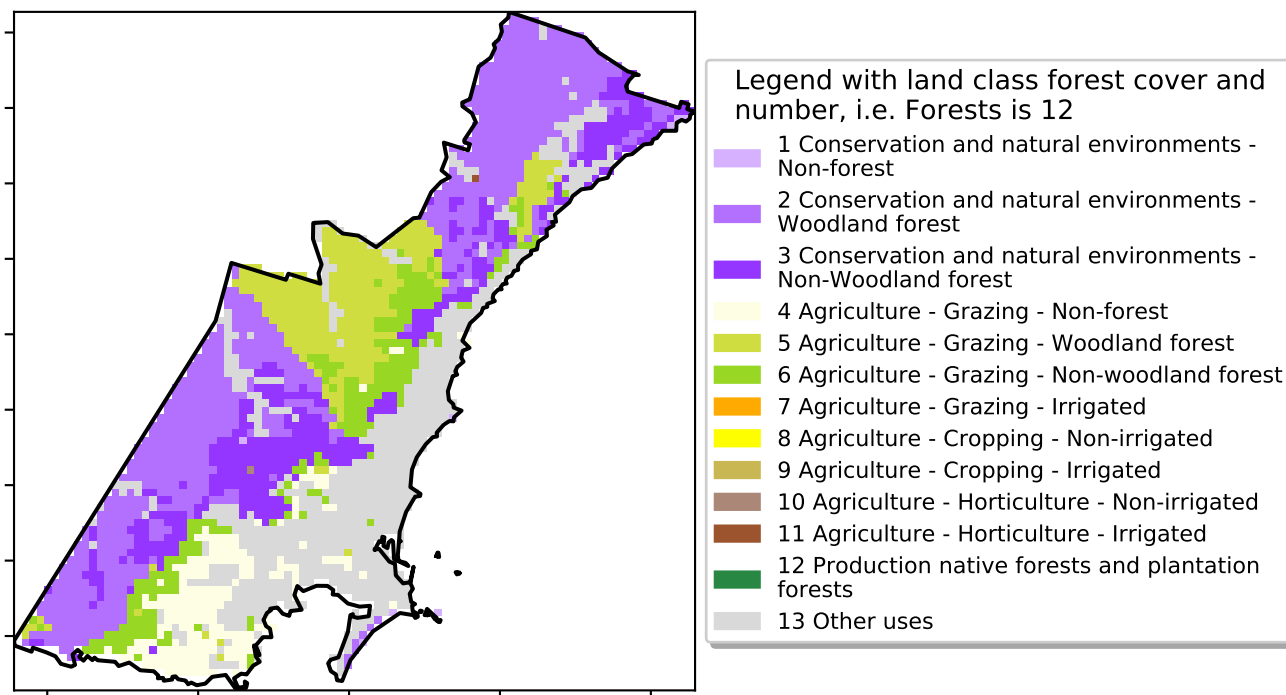 Legend with land class forest cover and
number, i.e. Forests is 12
1 Conservation and natural environments -
Non-forest
2 Conservation and natural environments -
Woodland forest
3 Conservation and natural environments -
Non-Woodland forest
4 Agriculture - Grazing - Non-forest
5 Agriculture - Grazing - Woodland forest
6 Agriculture - Grazing - Non-woodland forest
7 Agriculture - Grazing - Irrigated
8 Agriculture - Cropping - Non-irrigated
9 Agriculture - Cropping - Irrigated
10 Agriculture - Horticulture - Non-irrigated
11 Agriculture - Horticulture - Irrigated
12 Production native forests and plantation
forests
13 Other uses